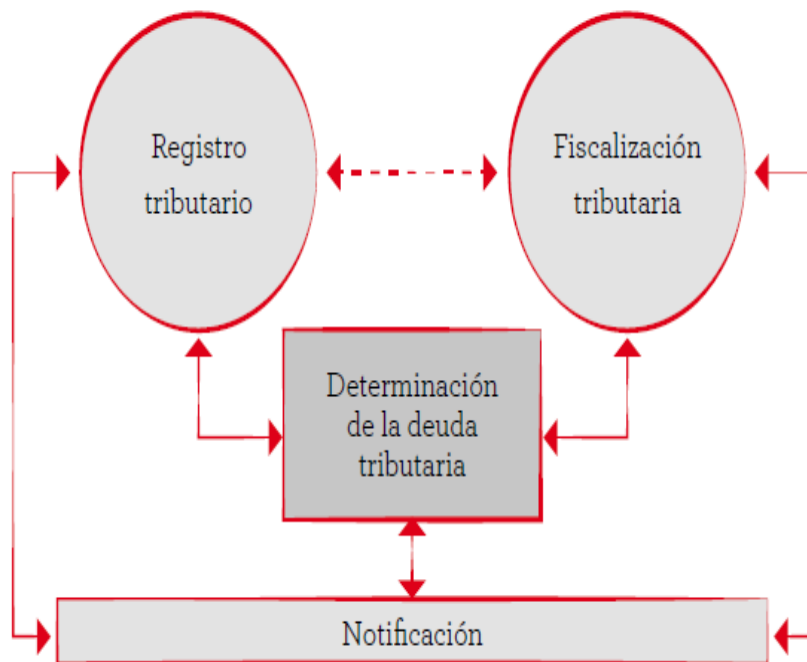 Registro
tributario
Fiscalización
tributaria
Determinación
de la deuda
tributaria
Notificación